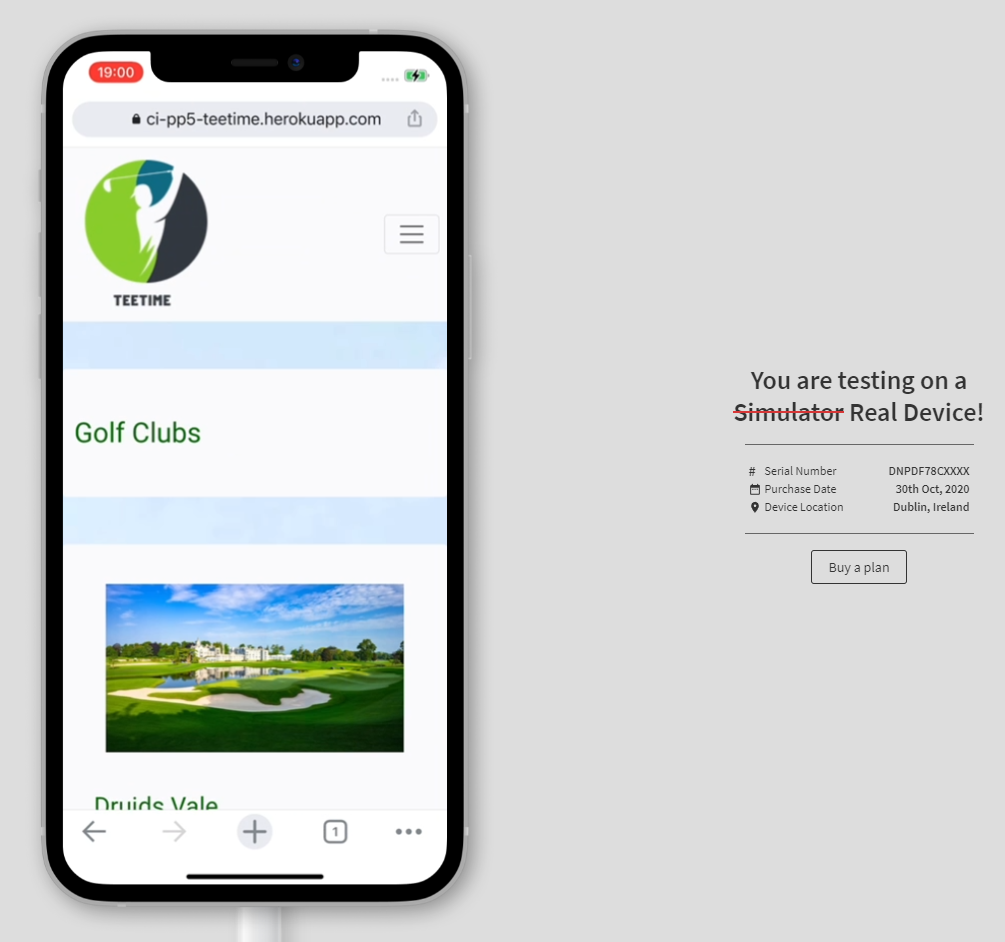 19:00
ci-pp5-teetime.herokuapp.com
TEETIME
Golf Clubs
Druids Vale
1
You are testing on a
Simulator Real Device!
# Serial Number DNPDF78CXXXX
Purchase Date 30th Oct, 2020
Device Location Dublin, Ireland
Buy a plan